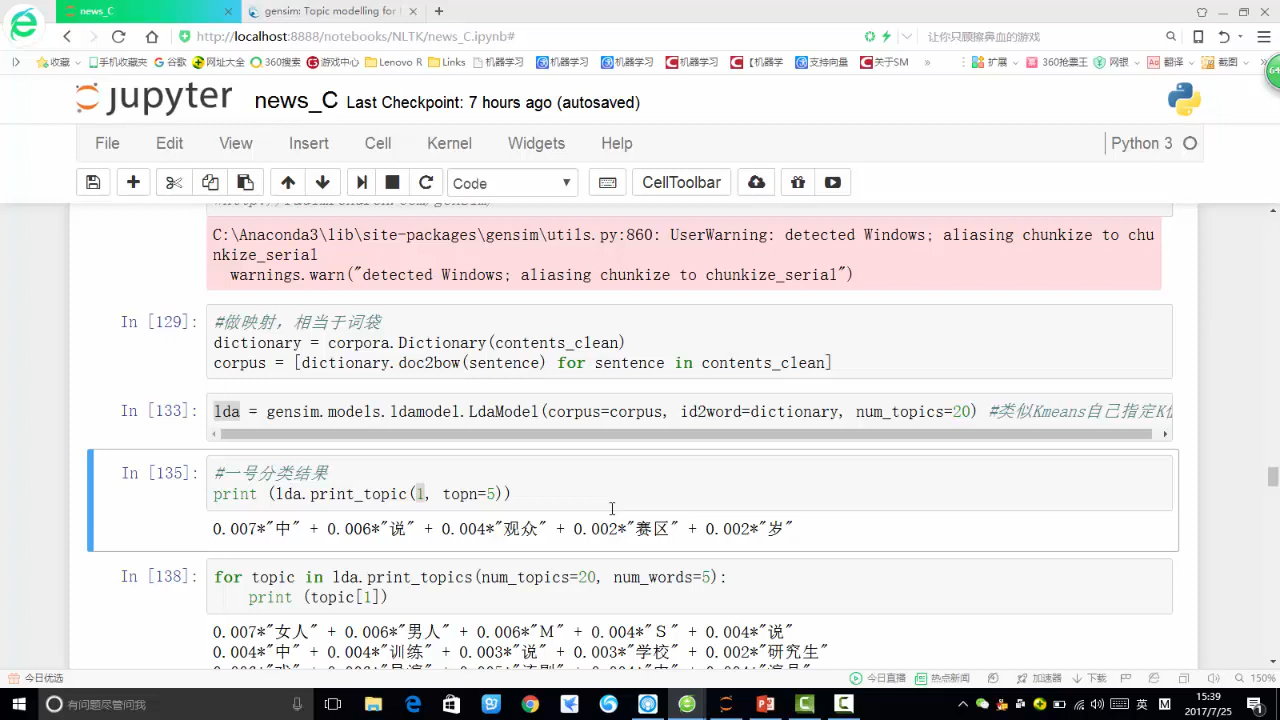 news_C
gensim: Topic modelling for
http://localhost:8888/notebooks/NLTK/news_C.ipynb#
让你只顾擦鼻血的游戏
收藏 手机收藏夹 谷歌 网址大全 360搜索 游戏中心 Lenovo R Links 机器学习 机器学习 机器学习 机器学习 【机器学 支持向量 关于SM » 扩展 360抢票王 网银 翻译 截图 »
jupyter news_C Last Checkpoint: 7 hours ago (autosaved)
File Edit View Insert Cell Kernel Widgets Help Python 3
Code CellToolbar
C:\Anaconda3\lib\site-packages\gensim\utils.py:860: UserWarning: detected Windows; aliasing chunkize to chu
nkize_serial
warnings.warn("detected Windows; aliasing chunkize to chunkize_serial")
In [129]: #做映射，相当于词袋
dictionary = corpora.Dictionary(contents_clean)
corpus = [dictionary.doc2bow(sentence) for sentence in contents_clean]
In [133]: lda = gensim.models.ldamodel.LdaModel(corpus=corpus, id2word=dictionary, num_topics=20) #类似Kmeans自己指定K
In [135]: #一号分类结果
print (lda.print_topic(1, topn=5))
0.007*"中" + 0.006*"说" + 0.004*"观众" + 0.002*"赛区" + 0.002*"岁"
In [138]: for topic in lda.print_topics(num_topics=20, num_words=5):
print (topic[1])
0.007*"女人" + 0.006*"男人" + 0.006*"Ｍ" + 0.004*"Ｓ" + 0.004*"说"
0.004*"中" + 0.004*"训练" + 0.003*"说" + 0.003*"学校" + 0.002*"研究生"
今日优选 今日直播 热点新闻 加速器 下载 150%
有问题尽管问我 英 M 15:39
2017/7/25